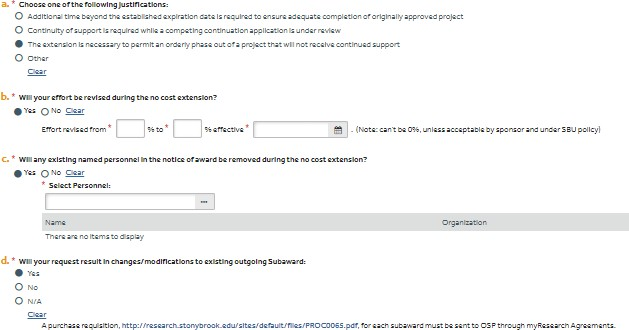 a. * Choose one of the following justifications:
Additional time beyond the established expiration date is required to ensure adequate completion of originally approved project
Continuity of support is required while a competing continuation application is under review
The extension is necessary to permit an orderly phase out of a project that will not receive continued support
Other
Clear
b. * Will your effort be revised during the no cost extension?
Yes No Clear
Effort revised from * % to * % effective * . (Note: can't be 0%, unless acceptable by sponsor and under SBU policy)
c. * Will any existing named personnel in the notice of award be removed during the no cost extension?
Yes No Clear
* Select Personnel:
...
Name Organization
There are no items to display
d. * Will your request result in changes/modifications to existing outgoing Subaward:
Yes
No
N/A
Clear
A purchase requisition, http://research.stonybrook.edu/sites/default/files/PROC0065.pdf, for each subaward must be sent to OSP through myResearch Agreements.